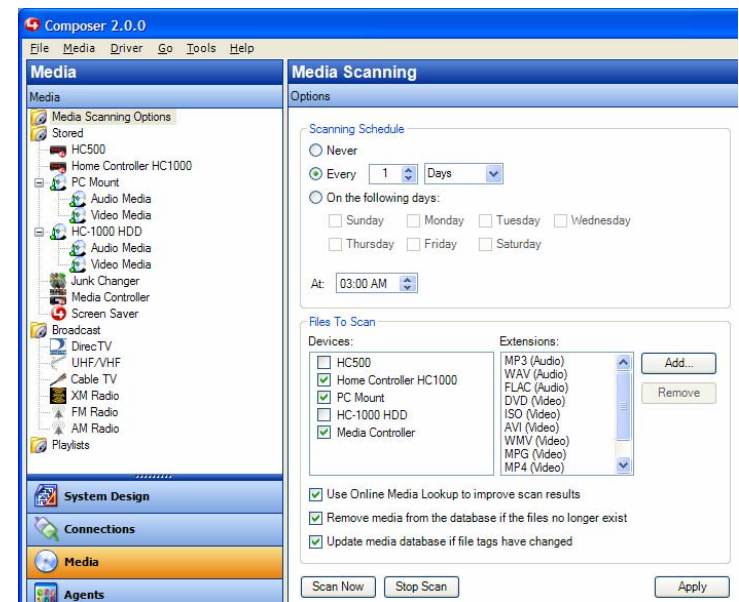 Composer 2.0.0
File Media Driver Go Tools Help
Media
Media
Media Scanning Options
Stored
HC500
Home Controller HC1000
PC Mount
Audio Media
Video Media
HC-1000 HDD
Audio Media
Video Media
Junk Changer
Media Controller
Screen Saver
Broadcast
DirecTV
UHF/VHF
Cable TV
XM Radio
FM Radio
AM Radio
Playlists
System Design
Connections
Media
Agents
Media Scanning
Options
Scanning Schedule
Never
Every 1 Days
On the following days:
Sunday Monday Tuesday Wednesday
Thursday Friday Saturday
At: 03:00 AM
Files To Scan
Devices:
HC500
Home Controller HC1000
PC Mount
HC-1000 HDD
Media Controller
Extensions:
MP3 (Audio)
WAV (Audio)
FLAC (Audio)
DVD (Video)
ISO (Video)
AVI (Video)
WMV (Video)
MPG (Video)
MP4 (Video)
Add...
Remove
Use Online Media Lookup to improve scan results
Remove media from the database if the files no longer exist
Update media database if file tags have changed
Scan Now Stop Scan Apply